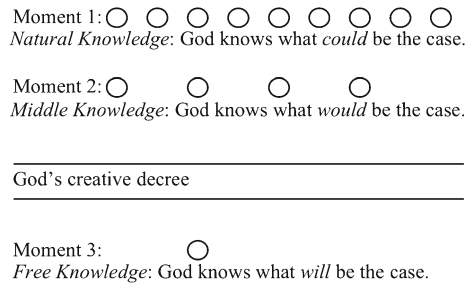 Moment 1:
Natural Knowledge: God knows what could be the case.
Moment 2:
Middle Knowledge: God knows what would be the case.
God's creative decree
Moment 3:
Free Knowledge: God knows what will be the case.